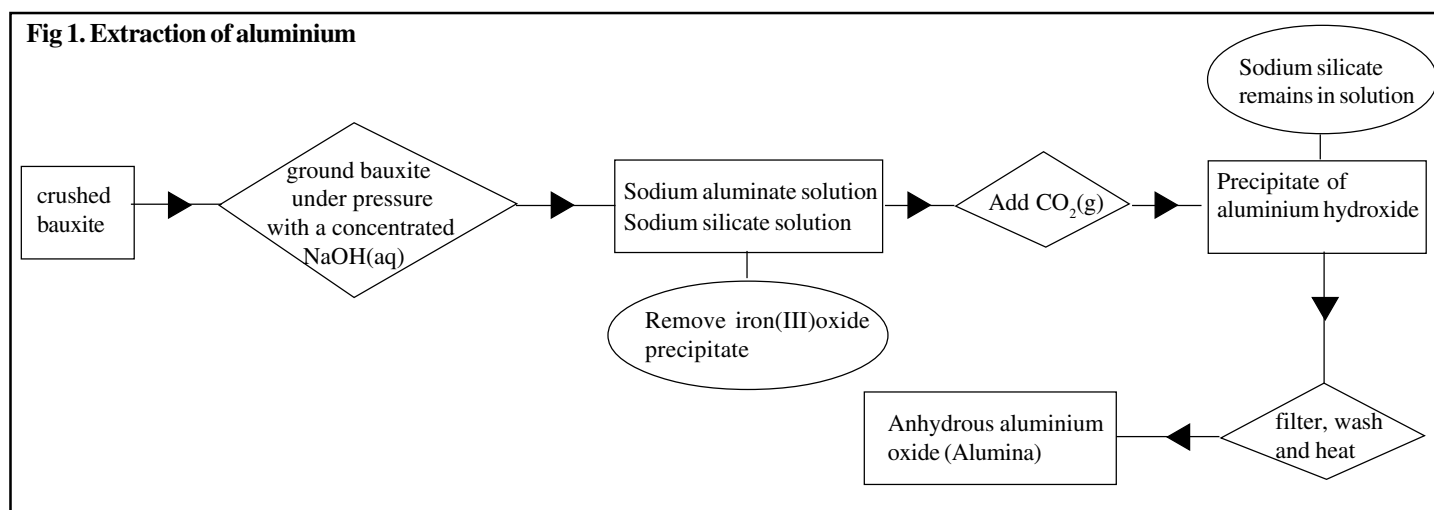 Fig 1. Extraction of aluminium
crushed
bauxite
ground bauxite
under pressure
with a concentrated
NaOH(aq)
Sodium aluminate solution
Sodium silicate solution
Remove iron(III)oxide
precipitate
Add CO₂(g)
Sodium silicate
remains in solution
Precipitate of
aluminium hydroxide
filter, wash
and heat
Anhydrous aluminium
oxide (Alumina)